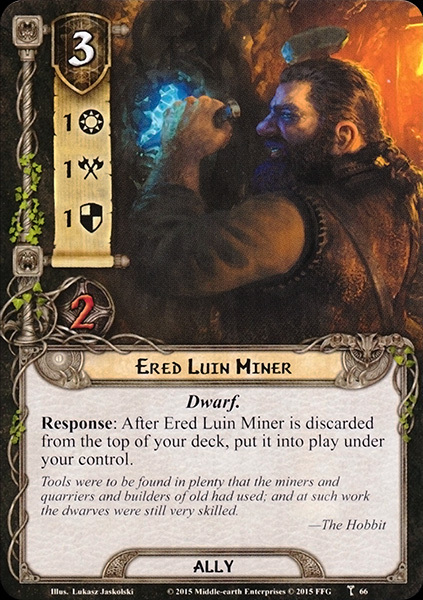 3
1
1
1
2
Ered Luin Miner
Dwarf.
Response: After Ered Luin Miner is discarded
from the top of your deck, put it into play under
your control.
Tools were to be found in plenty that the miners and
quarriers and builders of old had used; and at such work
the dwarves were still very skilled.
—The Hobbit
ALLY
Illus. Lukasz Jaskolski © 2015 Middle-earth Enterprises © 2015 FFG 66